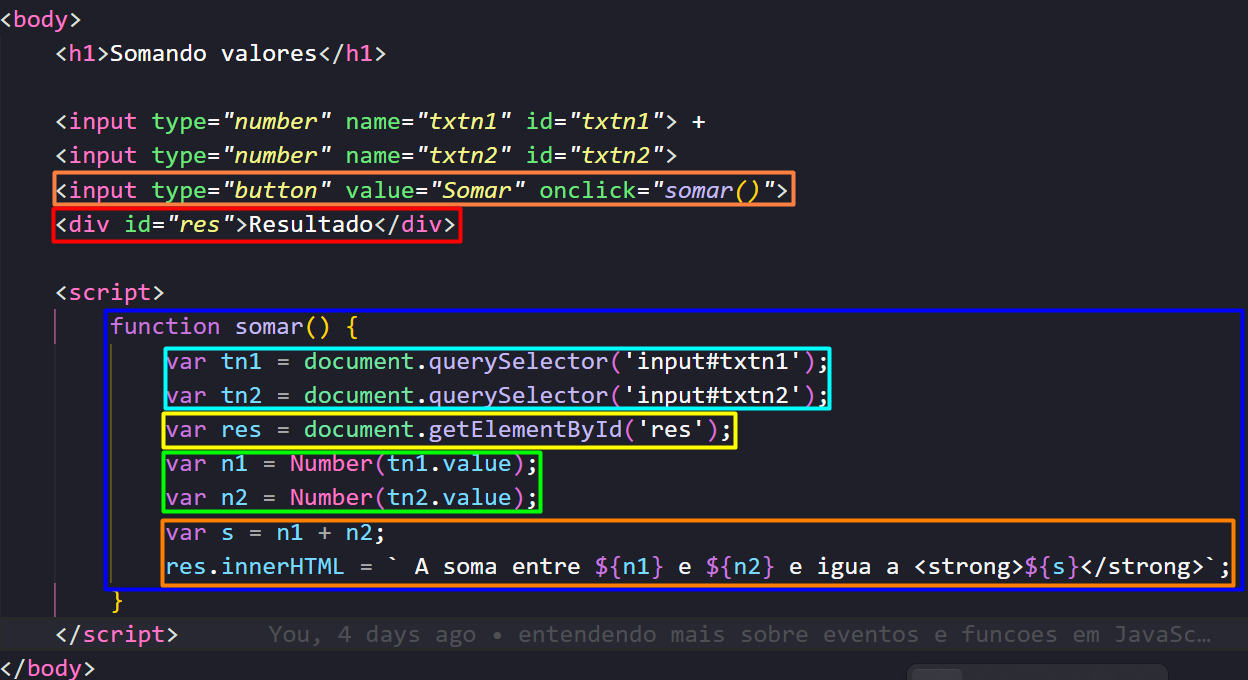 <body>
<h1>Somando valores</h1>
<input type="number" name="txtn1" id="txtn1"> +
<input type="number" name="txtn2" id="txtn2">
<input type="button" value="Somar" onclick="somar()">
<div id="res">Resultado</div>
<script>
function somar() {
var tn1 = document.querySelector('input#txtn1');
var tn2 = document.querySelector('input#txtn2');
var res = document.getElementById('res');
var n1 = Number(tn1.value);
var n2 = Number(tn2.value);
var s = n1 + n2;
res.innerHTML = ` A soma entre ${n1} e ${n2} e igua a <strong>${s}</strong>`;
}
</script> You, 4 days ago • entendendo mais sobre eventos e funcoes em JavaSc…
</body>